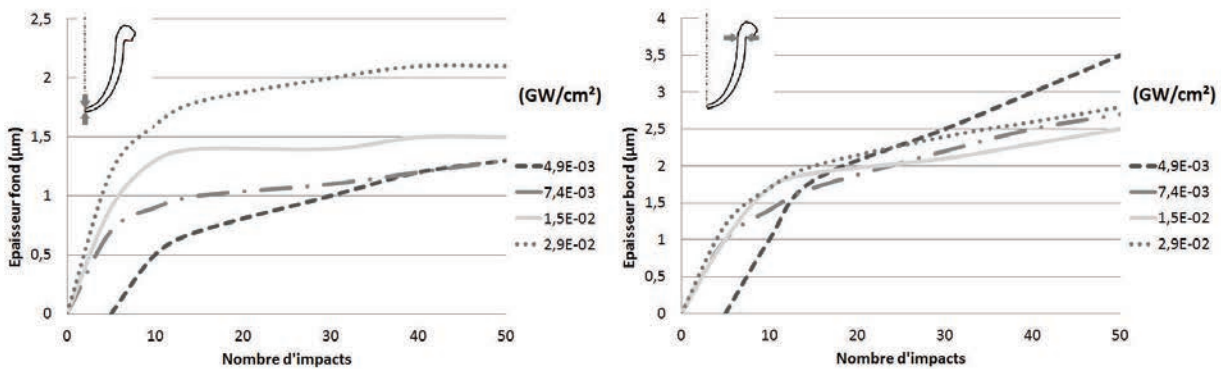 Epaisseur fond (µm)
2,5
2
1,5
1
0,5
0
0
10
20
30
40
50
Nombre d'impacts
(GW/cm²)
4,9E-03
7,4E-03
1,5E-02
2,9E-02
Epaisseur bord (µm)
4
3,5
3
2,5
2
1,5
1
0,5
0
0
10
20
30
40
50
Nombre d'impacts
(GW/cm²)
4,9E-03
7,4E-03
1,5E-02
2,9E-02